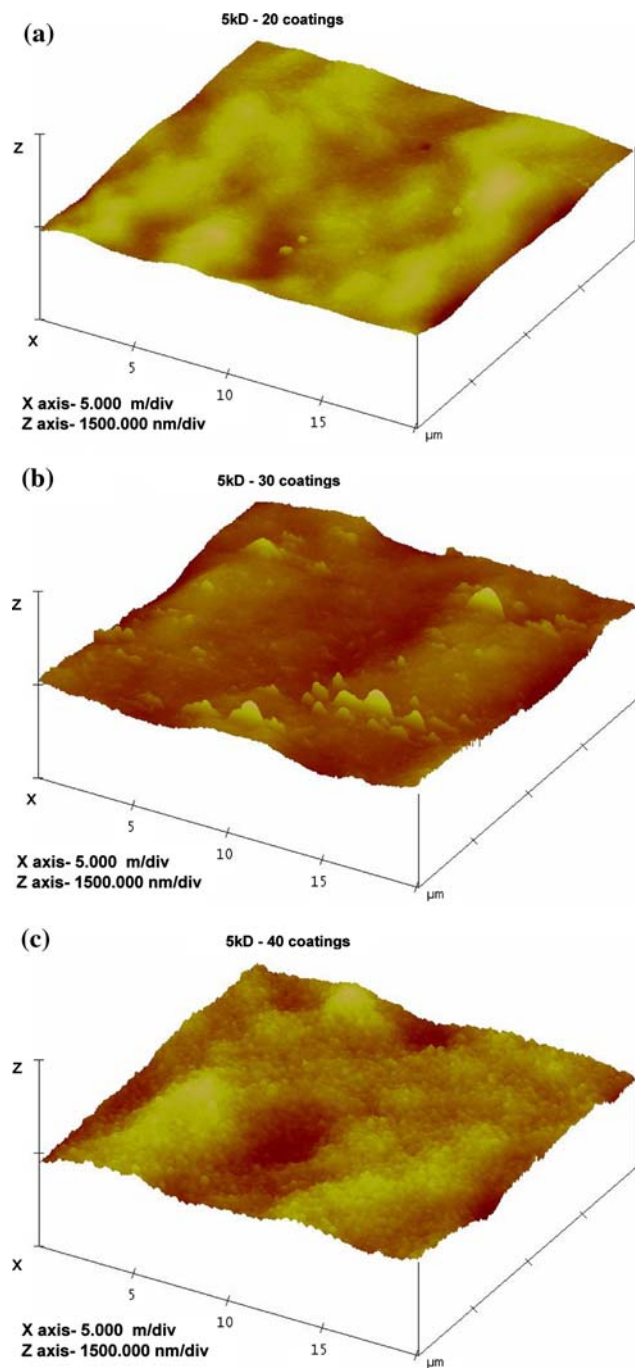 (a)
5kD - 20 coatings
Z
X
5
10
15
µm
X axis- 5.000 m/div
Z axis- 1500.000 nm/div
(b)
5kD - 30 coatings
Z
X
5
10
15
µm
X axis- 5.000 m/div
Z axis- 1500.000 nm/div
(c)
5kD - 40 coatings
Z
X
5
10
15
µm
X axis- 5.000 m/div
Z axis- 1500.000 nm/div